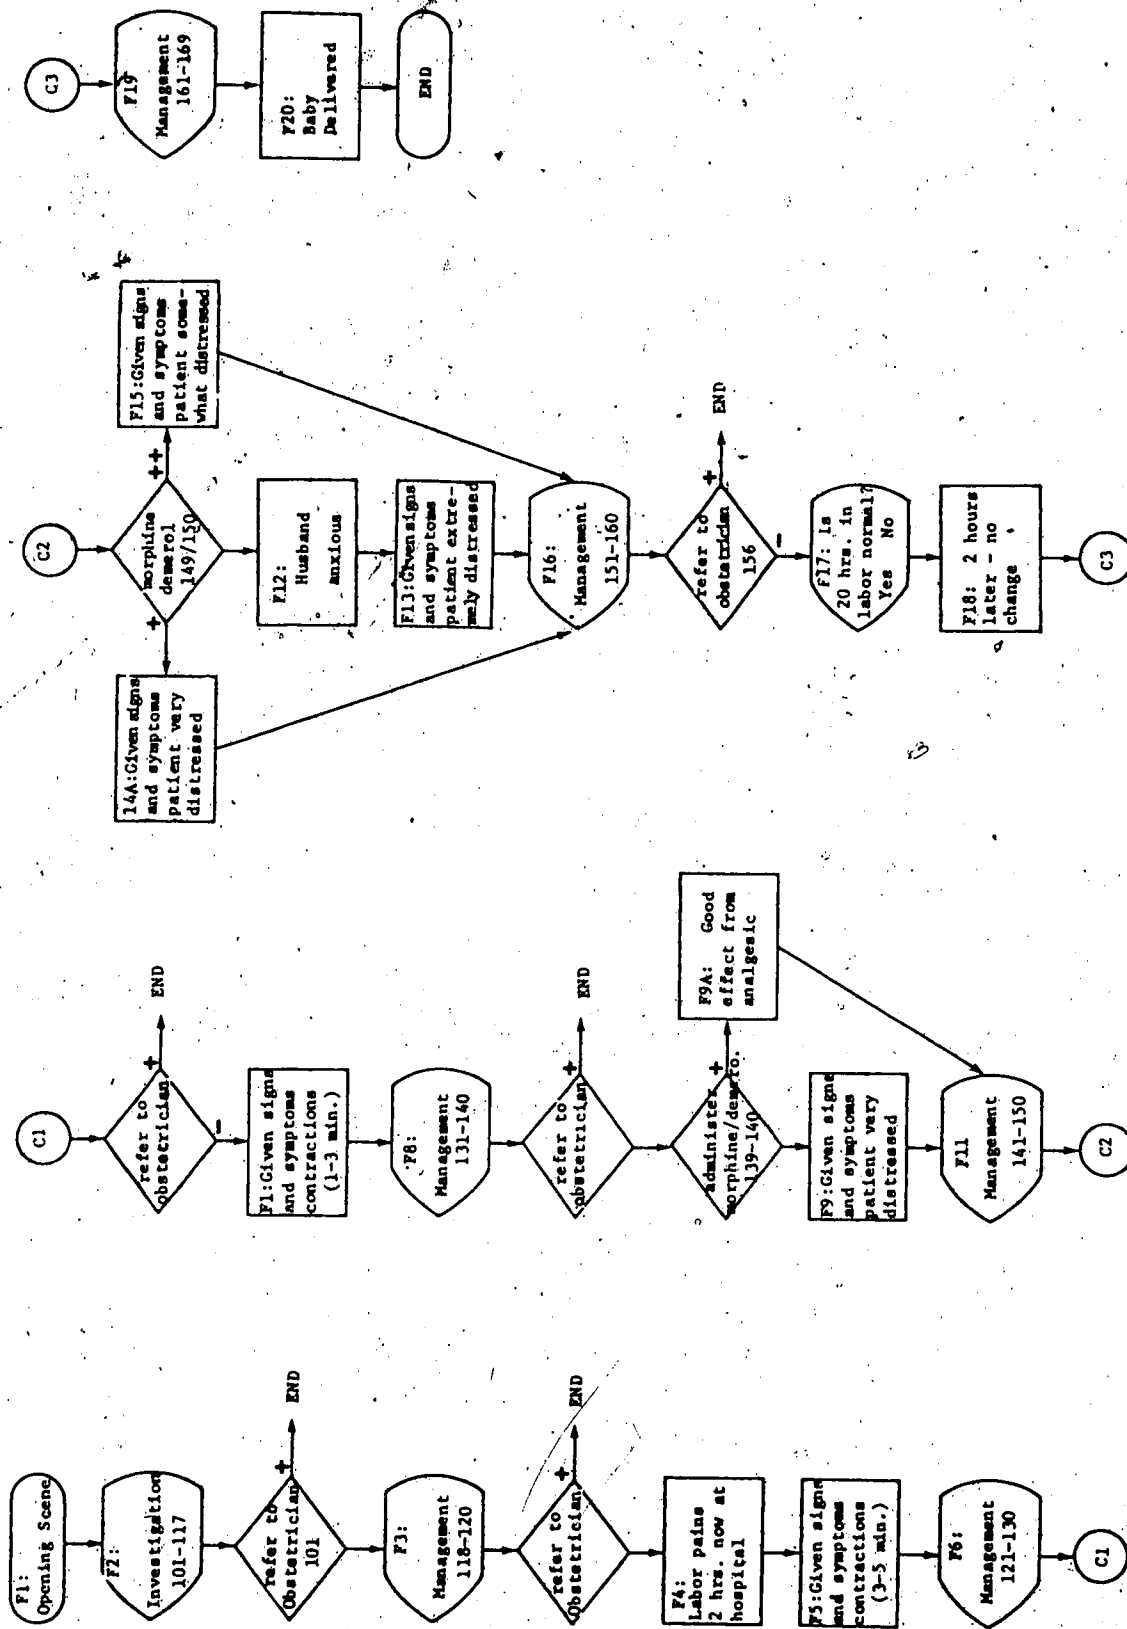 F1:
Opening Scene
F2:
Investigation
101-117
refer to
Obstetrician
101
+
END
F3:
Management
118-120
refer to
Obstetrician
+
END
F4:
Labor pains
2 hrs. now at
hospital
F5:Given signs
and symptoms
contractions
(3-5 min.)
F6:
Management
121-130
C1
C1
refer to
obstetrician
+
END
-
F1:Given signs
and symptoms
contractions
(1-3 min.)
F8:
Management
131-140
refer to
obstetrician
+
END
administer
morphine/demero.
139-140
+
F9A: Good
effect from
analgesic
F9:Given signs
and symptoms
patient very
distressed
F11
Management
141-150
C2
C2
morphine
demerol
149/150
+
++
14A:Given signs
and symptoms
patient very
distressed
F15:Given signs
and symptoms
patient some-
what distressed
F12:
Husband
anxious
F13:Given signs
and symptoms
patient extre-
mely distressed
F16:
Management
151-160
refer to
obstetrician
156
+
END
-
F17: Is
20 hrs. in
labor normal?
Yes No
F18: 2 hours
later - no
change
C3
C3
F19
Management
161-169
F20:
Baby
Delivered
END